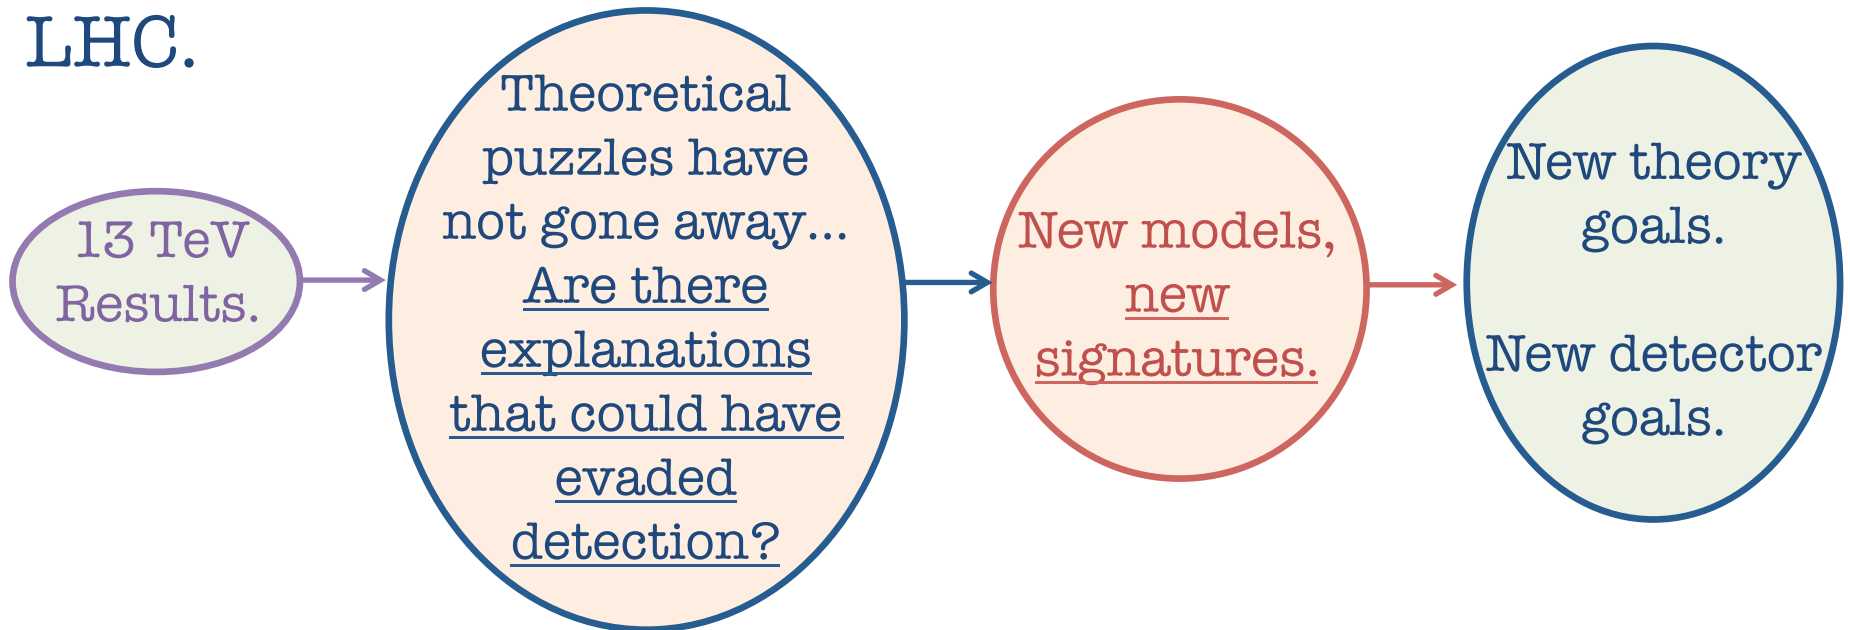 LHC.
13 TeV
Results.
Theoretical
puzzles have
not gone away...
Are there
explanations
that could have
evaded
detection?
New models,
new
signatures.
New theory
goals.
New detector
goals.